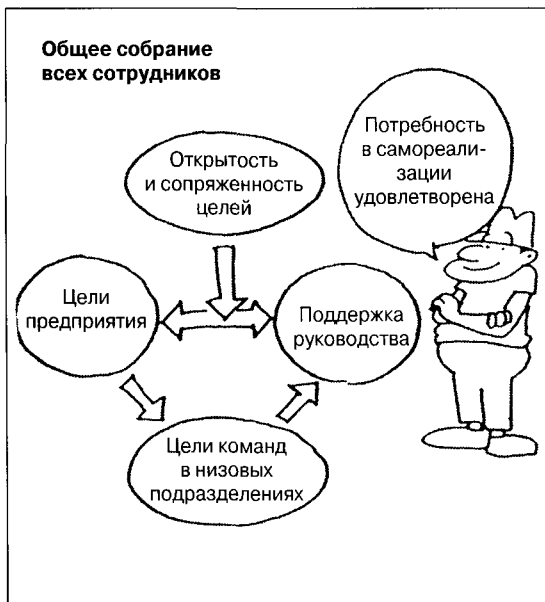 Общее собрание
всех сотрудников
Потребность
в самореали-
зации
удовлетворена
Открытость
и сопряженность
целей
Цели
предприятия
Поддержка
руководства
Цели команд
в низовых
подразделениях